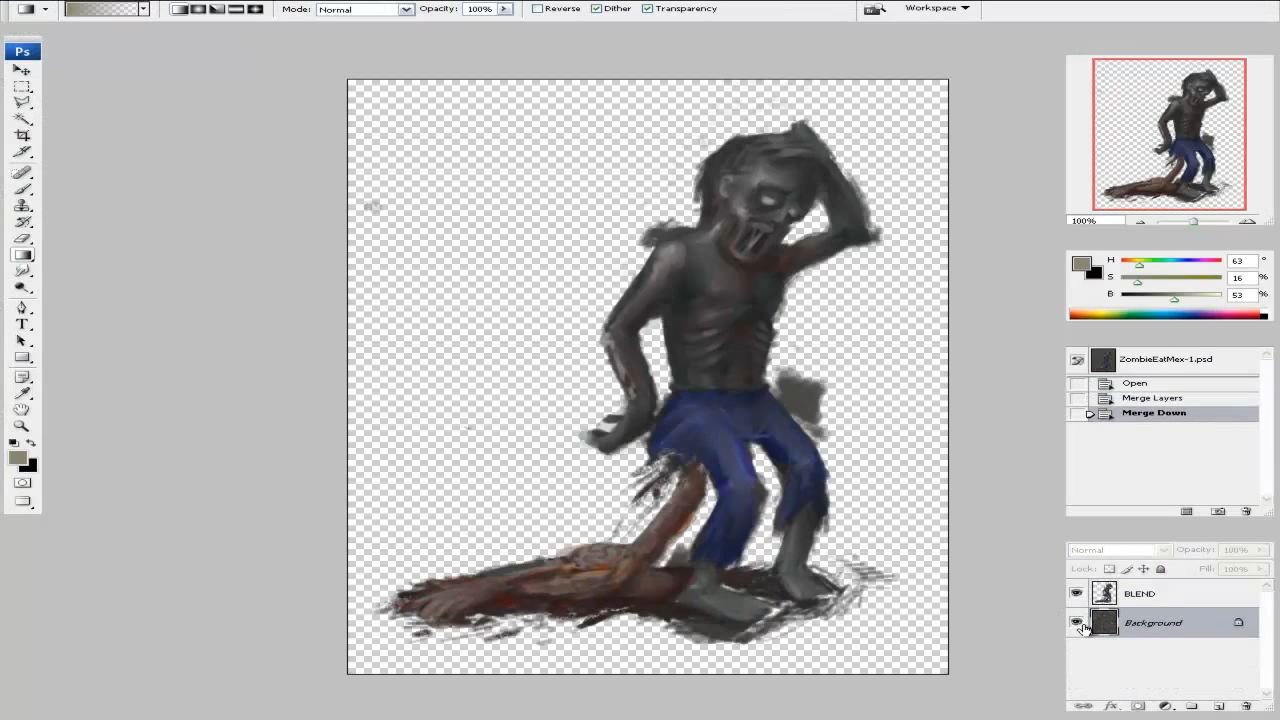 Mode: Normal Opacity: 100% Reverse Dither Transparency Workspace
Ps
100%
H 63 °
S 16 %
B 53 %
T
ZombieEatMex-1.psd
Open
Merge Layers
Merge Down
Normal Opacity: 100%
Lock: Fill: 100%
BLEND
Background
fx